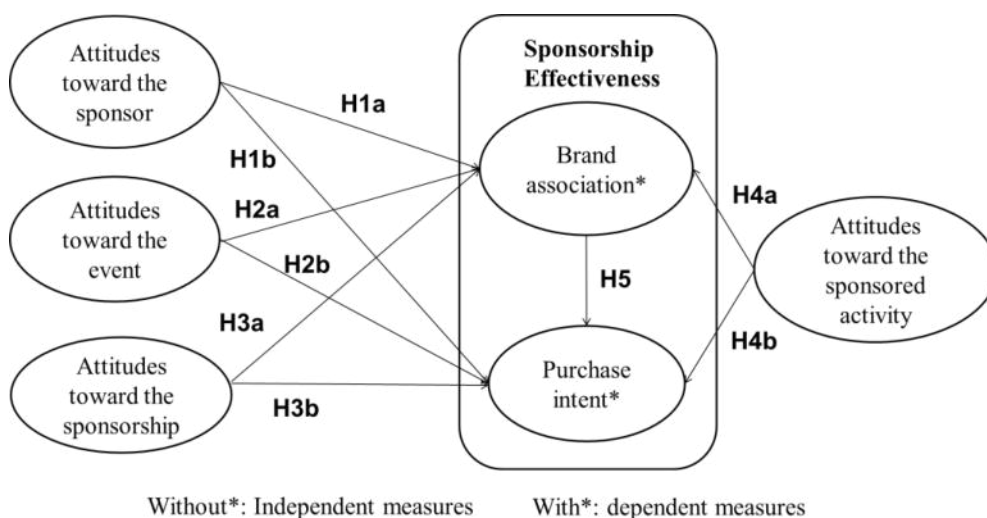 Attitudes
toward the
sponsor
Attitudes
toward the
event
Attitudes
toward the
sponsorship
H1a
H1b
H2a
H2b
H3a
H3b
Sponsorship
Effectiveness
Brand
association*
H5
Purchase
intent*
H4a
H4b
Attitudes
toward the
sponsored
activity
Without*: Independent measures
With*: dependent measures